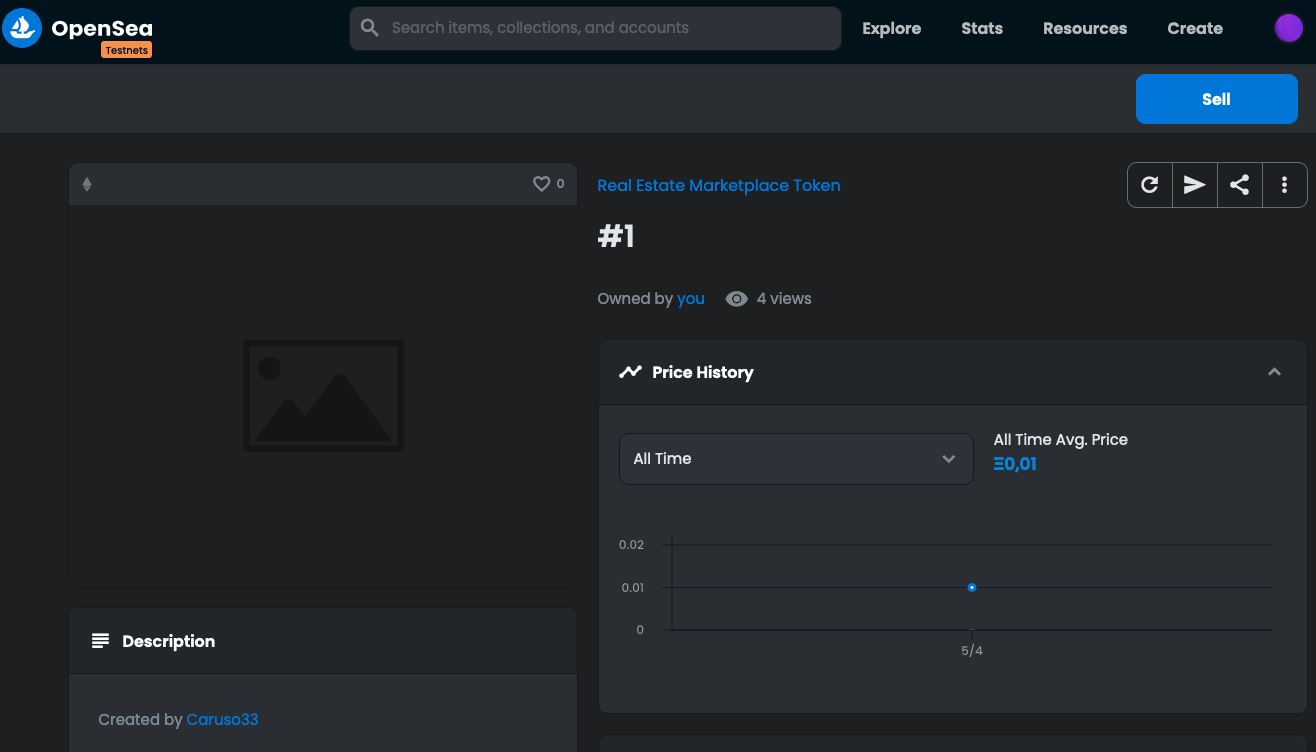 OpenSea
Testnets
Search items, collections, and accounts
Explore
Stats
Resources
Create
Sell
0
Real Estate Marketplace Token
#1
Owned by you
4 views
Price History
All Time
All Time Avg. Price
Ξ0,01
0.02
0.01
0
5/4
Description
Created by Caruso33